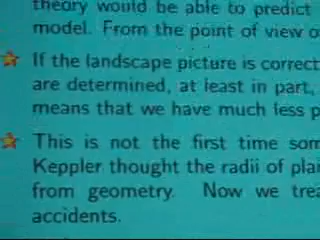 theory would be able to predict
model. From the point of view o
If the landscape picture is correct
are determined, at least in part,
means that we have much less p
This is not the first time som
Keppler thought the radii of plan
from geometry. Now we trea
accidents.